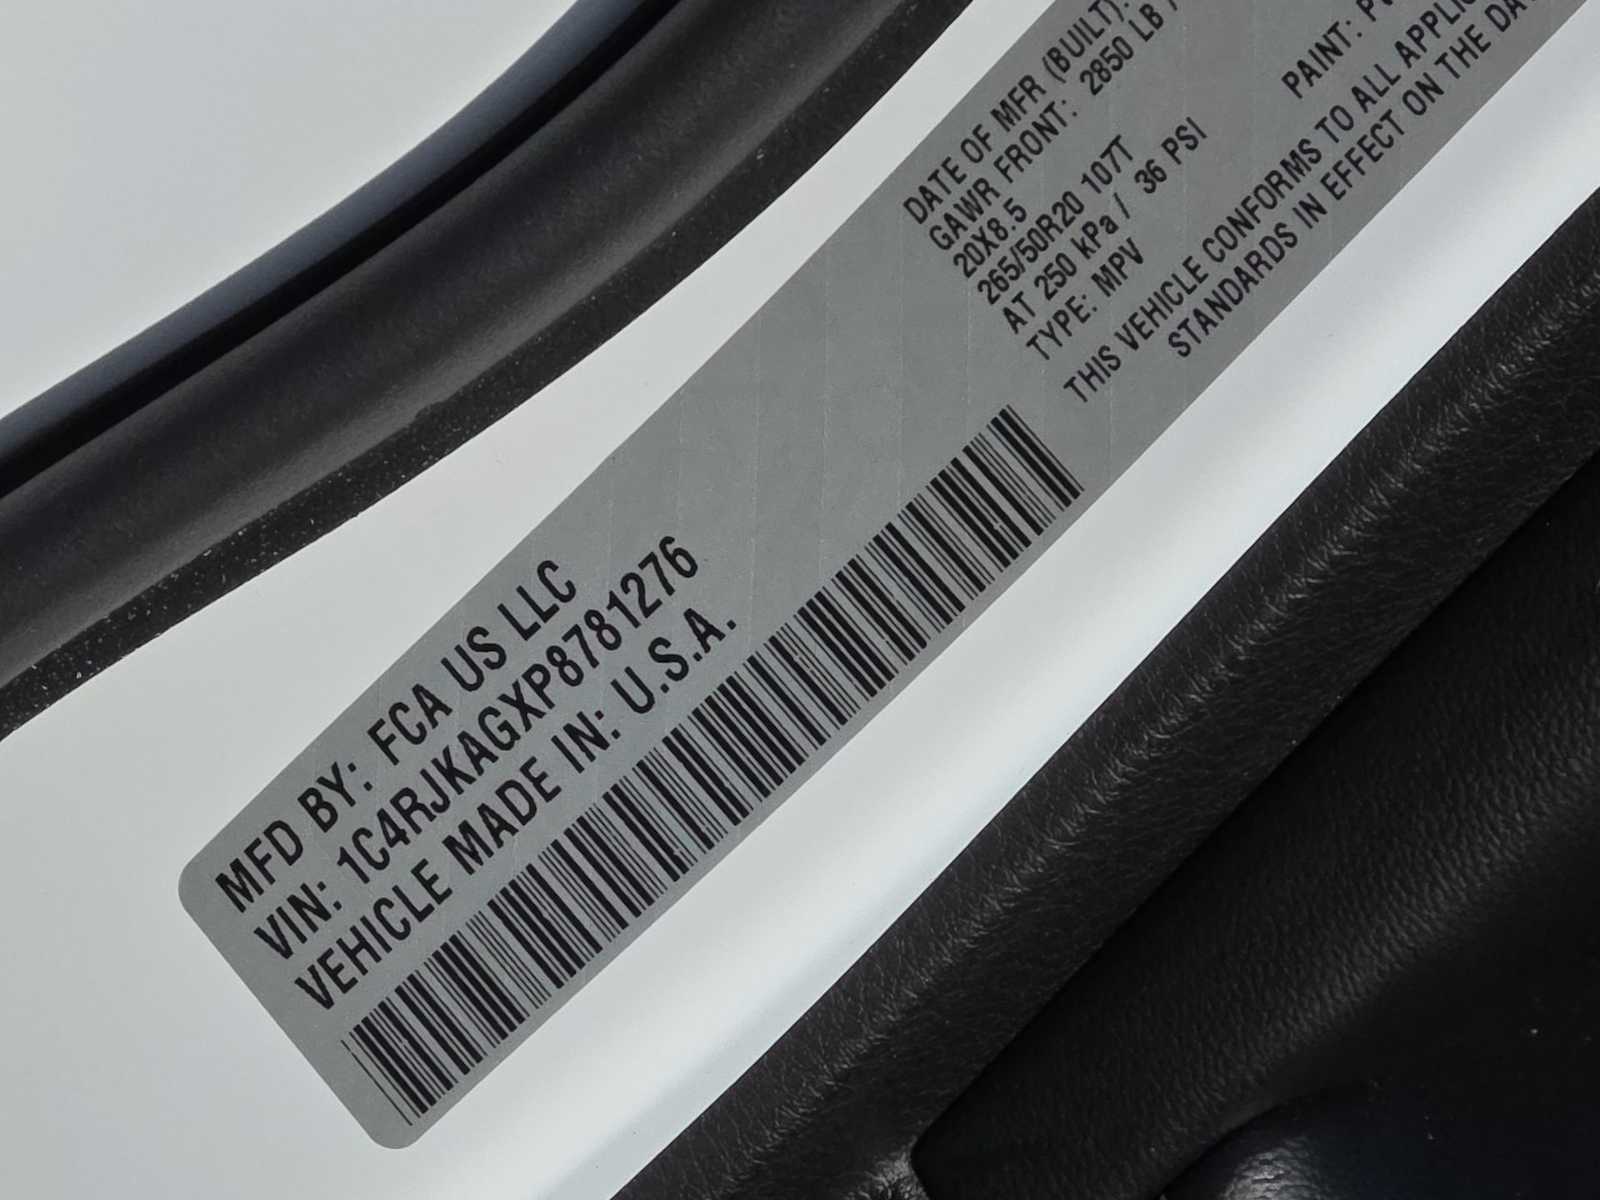 MFD BY: FCA US LLC
VIN: 1C4RJKAGXP8781276
VEHICLE MADE IN: U.S.A.
DATE OF MFR (BUILT):
GAWR FRONT: 2850 LB
20X8.5
265/50R20 107T
AT 250 kPa / 36 PSI
TYPE: MPV
PAINT:
THIS VEHICLE CONFORMS TO ALL
STANDARDS IN EFFECT ON THE